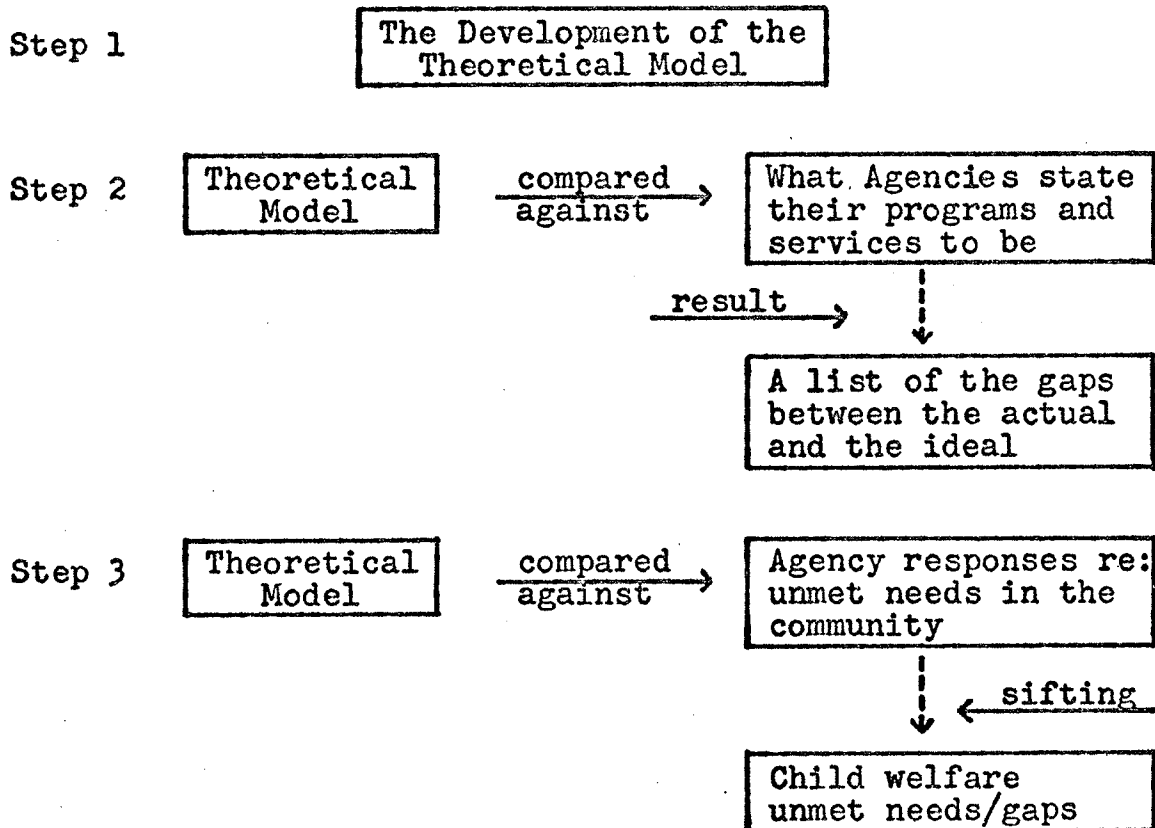 Step 1
The Development of the
Theoretical Model
Step 2
Theoretical
Model
compared
against
What Agencies state
their programs and
services to be
result
A list of the gaps
between the actual
and the ideal
Step 3
Theoretical
Model
compared
against
Agency responses re:
unmet needs in the
community
sifting
Child welfare
unmet needs/gaps